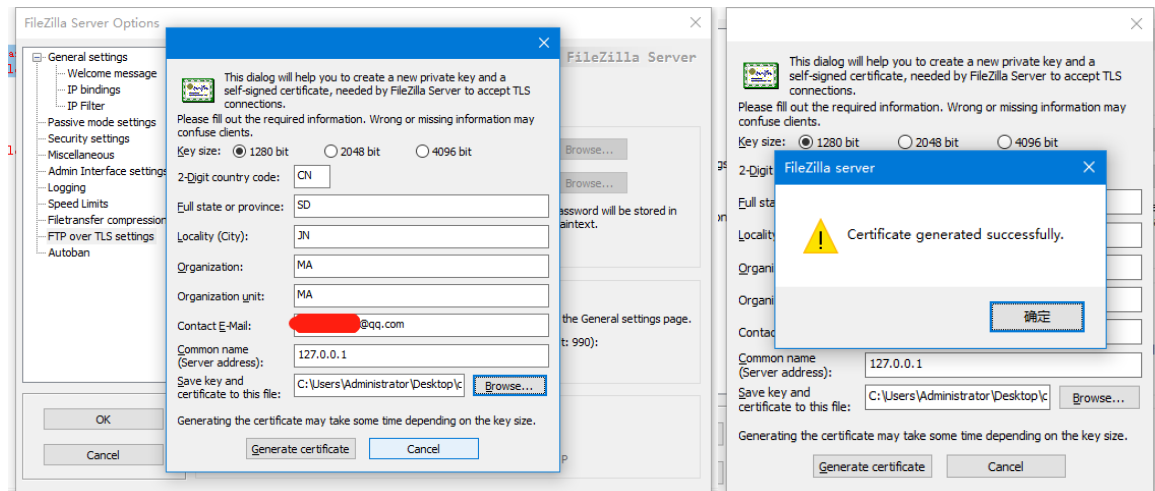 FileZilla Server Options
General settings
Welcome message
IP bindings
IP Filter
Passive mode settings
Security settings
Miscellaneous
Admin Interface settings
Logging
Speed Limits
Filetransfer compression
FTP over TLS settings
Autoban
OK
Cancel
FileZilla Server
Browse...
Browse...
password will be stored in
the General settings page.
t: 990):
This dialog will help you to create a new private key and a
self-signed certificate, needed by FileZilla Server to accept TLS
connections.
Please fill out the required information. Wrong or missing information may
confuse clients.
Key size: 1280 bit 2048 bit 4096 bit
2-Digit country code: CN
Full state or province: SD
Locality (City): JN
Organization: MA
Organization unit: MA
Contact E-Mail: @qq.com
Common name
(Server address): 127.0.0.1
Save key and
certificate to this file: C:\Users\Administrator\Desktop\c Browse...
Generating the certificate may take some time depending on the key size.
Generate certificate Cancel
This dialog will help you to create a new private key and a
self-signed certificate, needed by FileZilla Server to accept TLS
connections.
Please fill out the required information. Wrong or missing information may
confuse clients.
Key size: 1280 bit 2048 bit 4096 bit
2-Digit
Full sta
Locality
Organi
Organi
Contac
FileZilla server
Certificate generated successfully.
确定
Common name
(Server address): 127.0.0.1
Save key and
certificate to this file: C:\Users\Administrator\Desktop\c Browse...
Generating the certificate may take some time depending on the key size.
Generate certificate Cancel